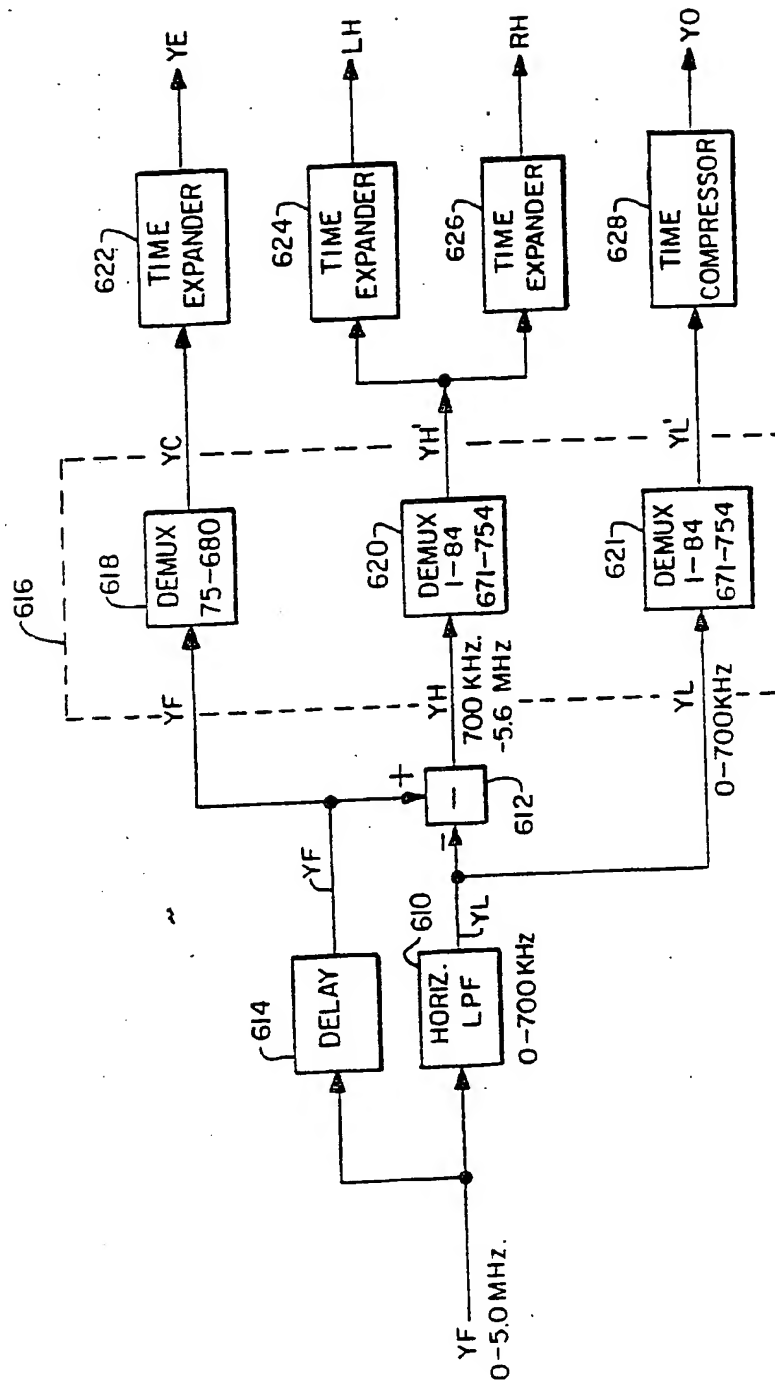 YF
0-5.0 MHz.
614
DELAY
YF
610
HORIZ.
LPF
0-700 KHz
YL
+
-
−
612
616
YF
YH
700 KHz.
-5.6 MHz
YL
0-700KHz
618
DEMUX
75-680
620
DEMUX
1-84
671-754
621
DEMUX
1-84
671-754
YC
YH'
YL'
622
TIME
EXPANDER
624
TIME
EXPANDER
626
TIME
EXPANDER
628
TIME
COMPRESSOR
YE
LH
RH
YO